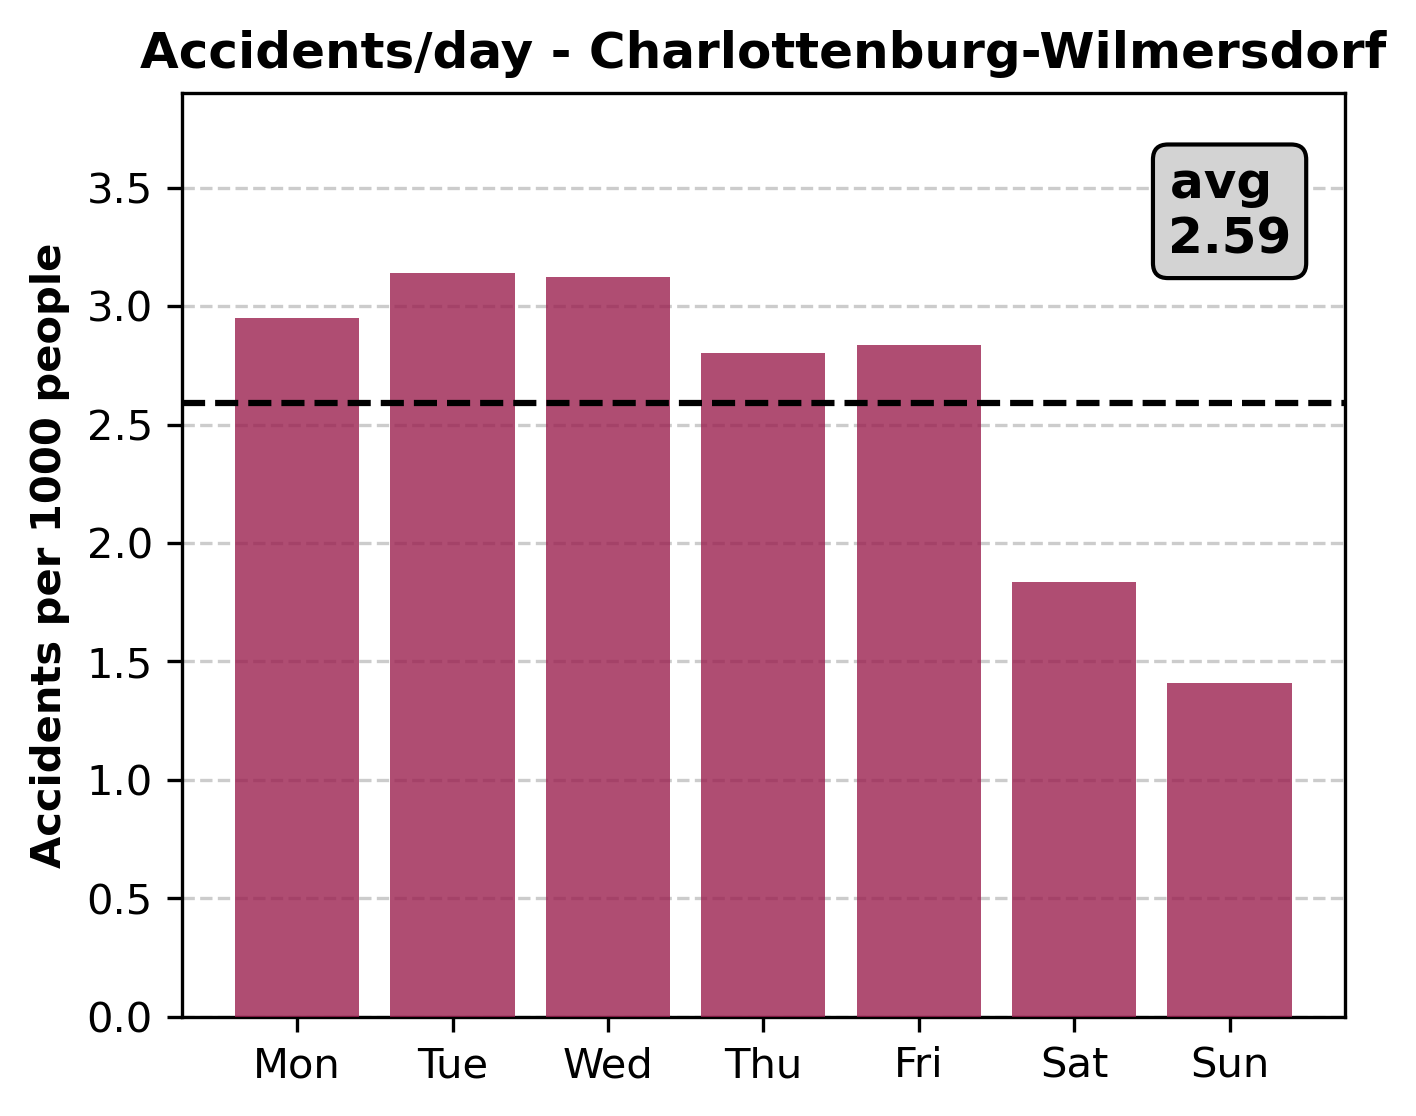 Accidents/day - Charlottenburg-Wilmersdorf
avg
2.59
Accidents per 1000 people
3.5
3.0
2.5
2.0
1.5
1.0
0.5
0.0
Mon Tue Wed Thu Fri Sat Sun